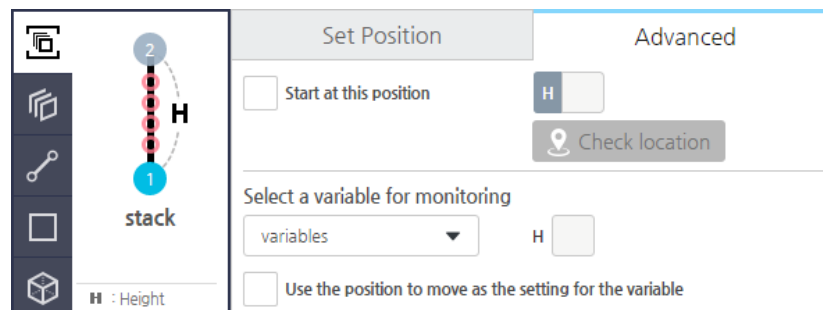 Set Position
Advanced
2
H
1
stack
H : Height
Start at this position
H
Check location
Select a variable for monitoring
variables
H
Use the position to move as the setting for the variable